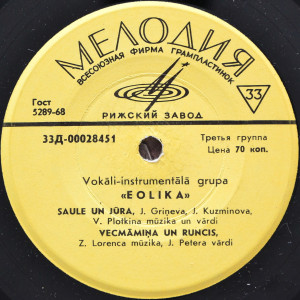 МЕЛОДИЯ
ВСЕСОЮЗНАЯ ФИРМА ГРАМПЛАСТИНОК
33
Гост
5289-68
РИЖСКИЙ ЗАВОД
33Д-00028451
Третья группа
Цена 70 коп.
Vokāli-instrumentālā grupa
«EOLIKA»
SAULE UN JŪRA, J. Griņeva, J. Kuzminova,
V. Plotkina mūzika un vārdi
VECMĀMIŅA UN RUNCIS,
Z. Lorenca mūzika, J. Petera vārdi